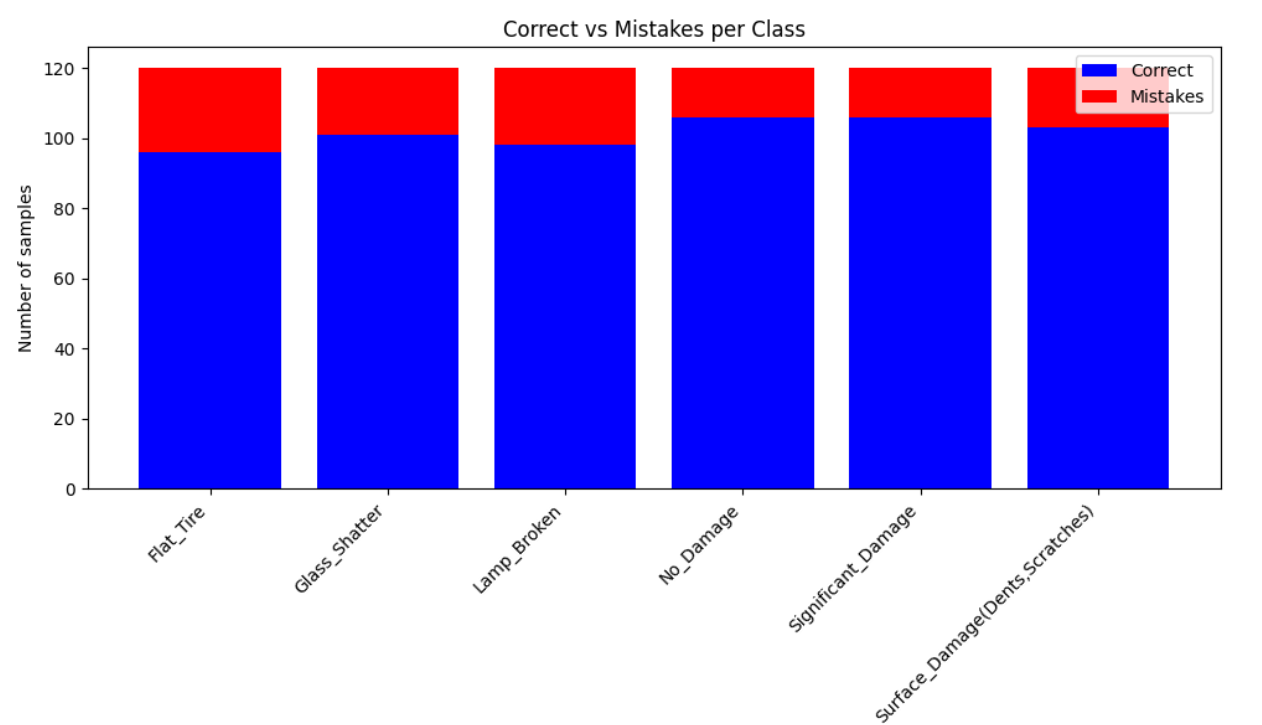 Correct vs Mistakes per Class
Correct
Mistakes
Number of samples
120
100
80
60
40
20
0
Flat_Tire
Glass_Shatter
Lamp_Broken
No_Damage
Significant_Damage
Surface_Damage(Dents,Scratches)